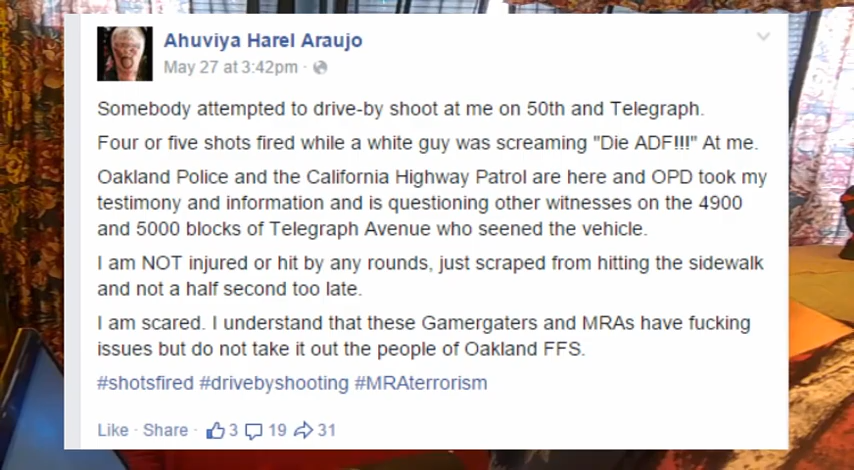 Ahuviya Harel Araujo
May 27 at 3:42pm ·
Somebody attempted to drive-by shoot at me on 50th and Telegraph.
Four or five shots fired while a white guy was screaming "Die ADF!!!" At me.
Oakland Police and the California Highway Patrol are here and OPD took my
testimony and information and is questioning other witnesses on the 4900
and 5000 blocks of Telegraph Avenue who seened the vehicle.
I am NOT injured or hit by any rounds, just scraped from hitting the sidewalk
and not a half second too late.
I am scared. I understand that these Gamergaters and MRAs have fucking
issues but do not take it out the people of Oakland FFS.
#shotsfired #drivebyshooting #MRAterrorism
Like · Share · 3 19 31